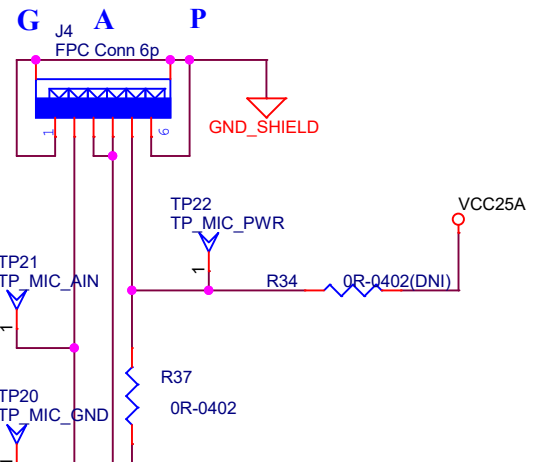 G A P
J4
FPC Conn 6p
1 6
GND_SHIELD
TP22
TP_MIC_PWR
VCC25A
1
TP21
TP_MIC_AIN
R34 0R-0402(DNI)
1
R37
0R-0402
TP20
TP_MIC_GND
1